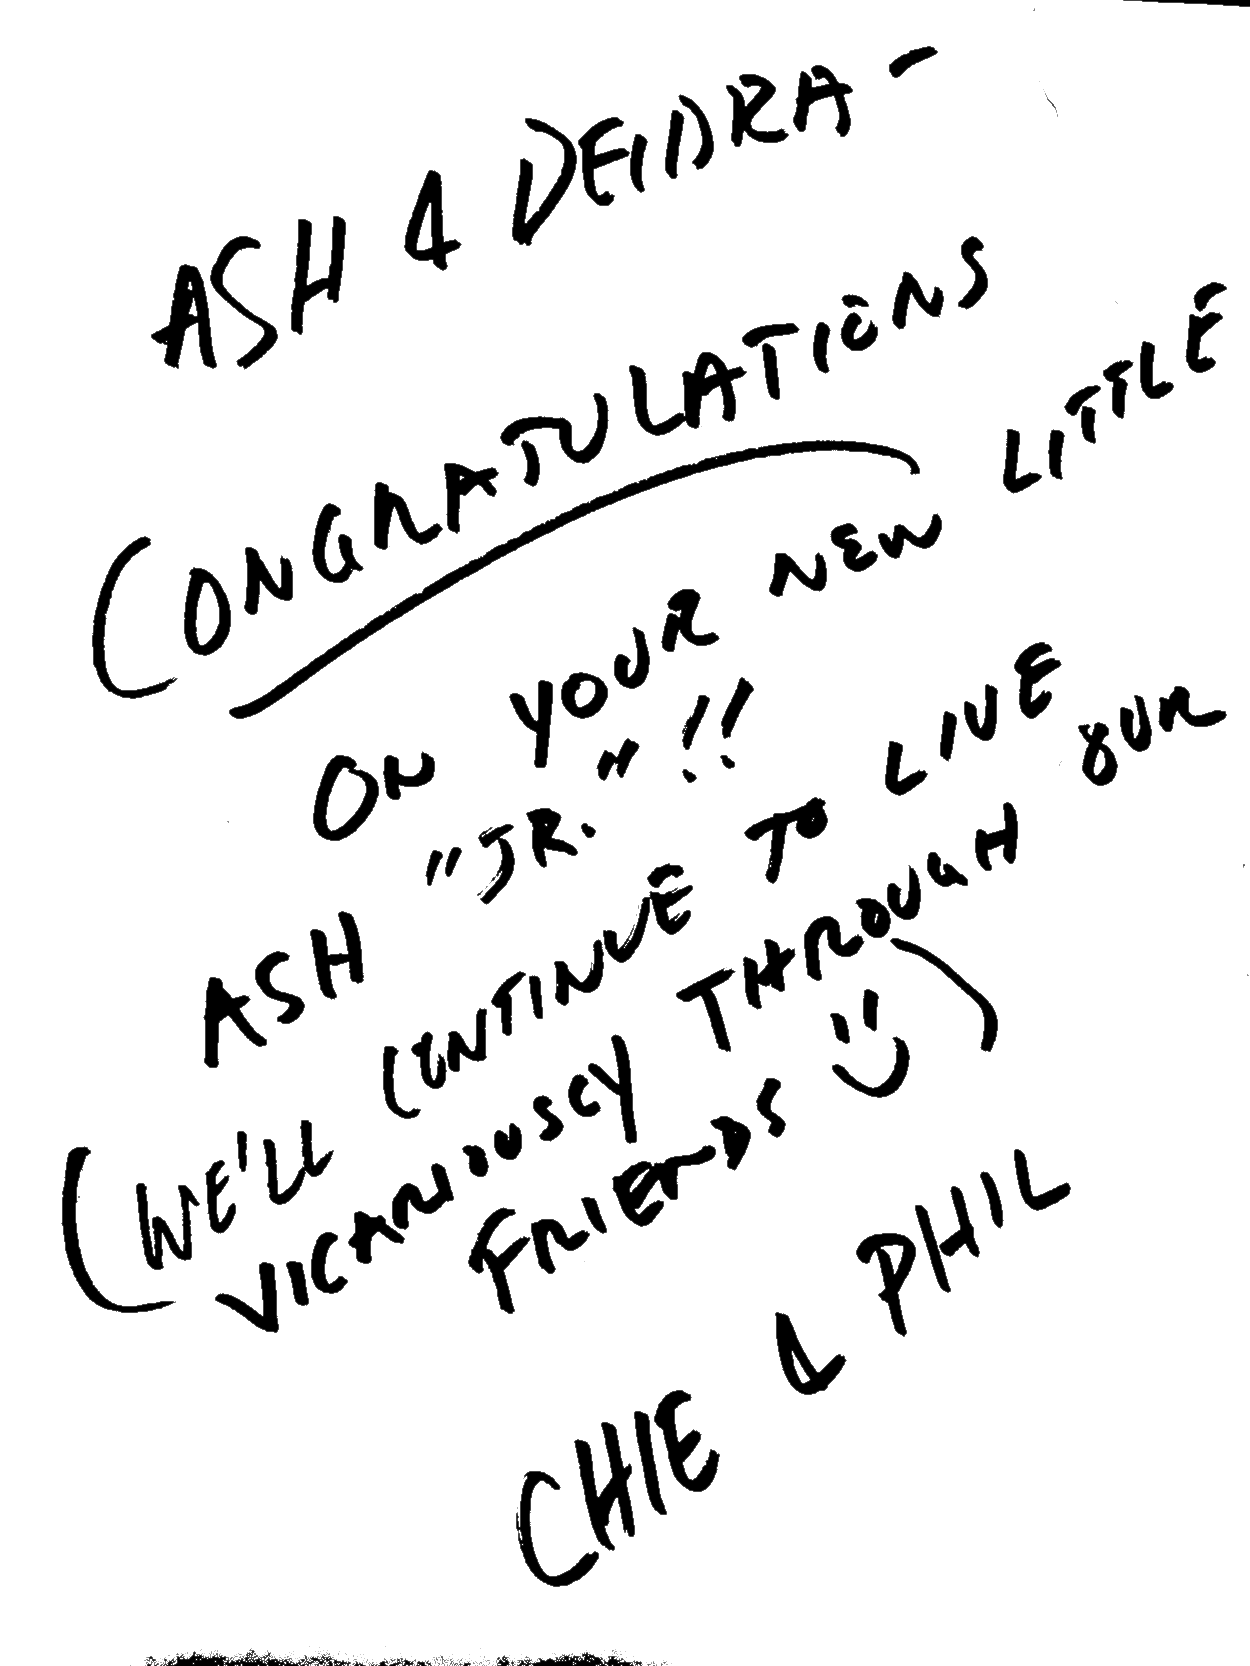 ASH & DEIDRA -
CONGRATULATIONS
ON YOUR NEW LITTLE
ASH "JR."!!
(WE'LL CONTINUE TO LIVE
VICARIOUSLY THROUGH OUR
FRIENDS :) )
CHIE & PHIL